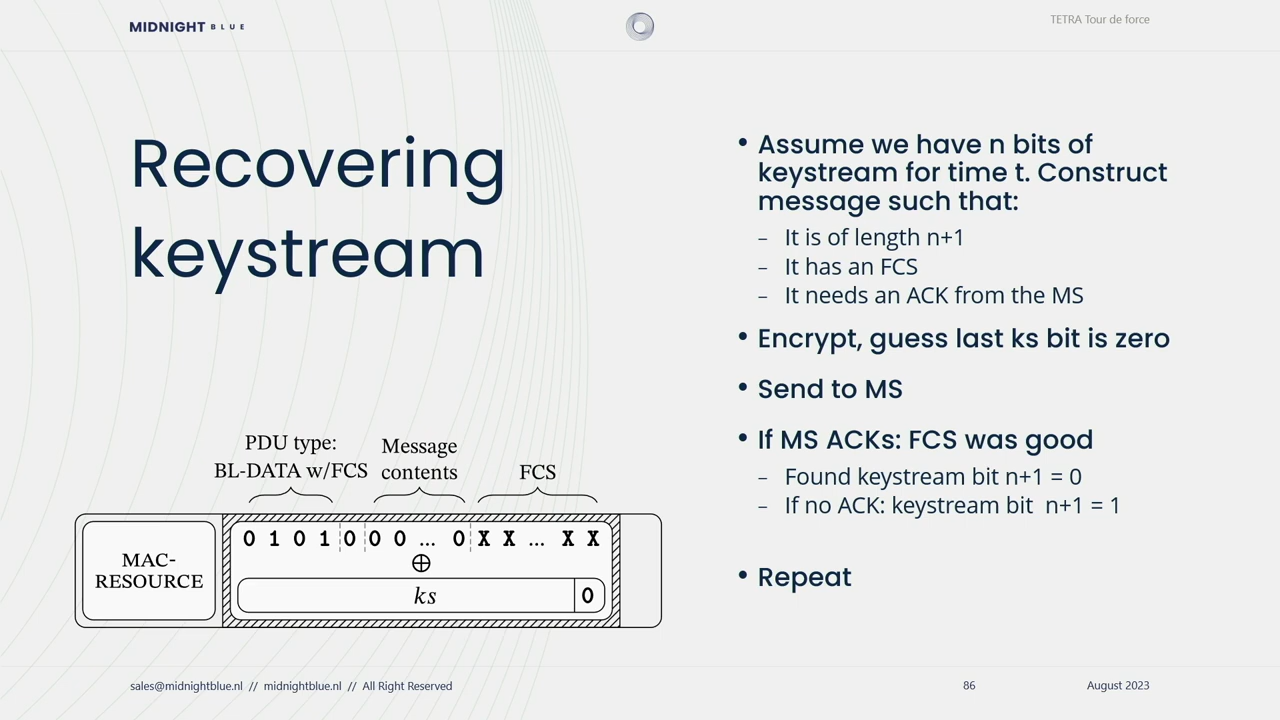 MIDNIGHT BLUE
TETRA Tour de force
Recovering
keystream
• Assume we have n bits of
keystream for time t. Construct
message such that:
– It is of length n+1
– It has an FCS
– It needs an ACK from the MS
• Encrypt, guess last ks bit is zero
• Send to MS
• If MS ACKs: FCS was good
– Found keystream bit n+1 = 0
– If no ACK: keystream bit  n+1 = 1
• Repeat
PDU type:
BL-DATA w/FCS
Message
contents
FCS
MAC-
RESOURCE
0 1 0 1 0 0 0 ... 0 X X ... X X
⊕
ks 0
sales@midnightblue.nl // midnightblue.nl // All Right Reserved
86
August 2023